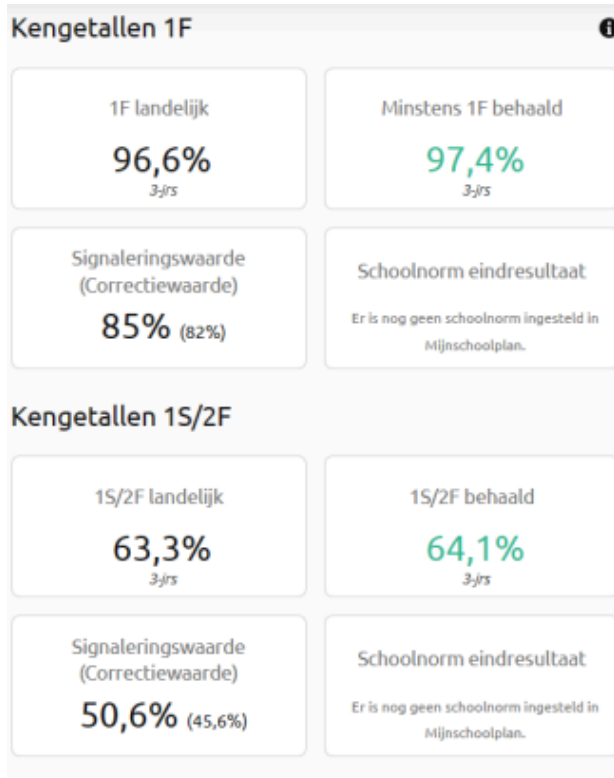 Kengetallen 1F
1F landelijk
96,6%
3-jrs
Minstens 1F behaald
97,4%
3-jrs
Signaleringswaarde
(Correctiewaarde)
85% (82%)
Schoolnorm eindresultaat
Er is nog geen schoolnorm ingesteld in
Mijnschoolplan.
Kengetallen 1S/2F
1S/2F landelijk
63,3%
3-jrs
1S/2F behaald
64,1%
3-jrs
Signaleringswaarde
(Correctiewaarde)
50,6% (45,6%)
Schoolnorm eindresultaat
Er is nog geen schoolnorm ingesteld in
Mijnschoolplan.